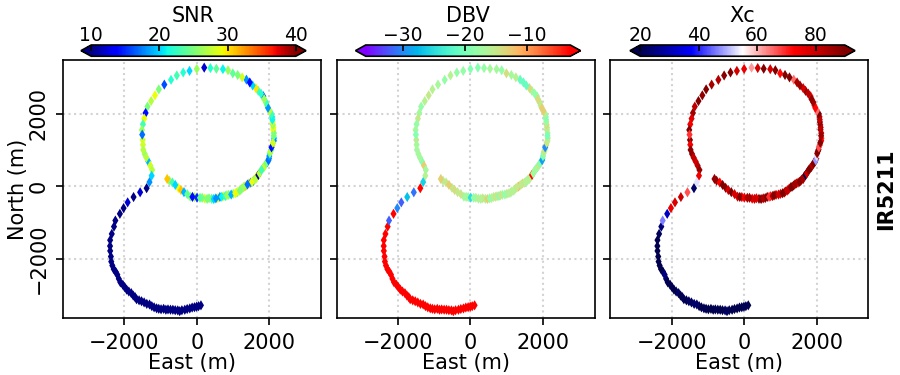 SNR DBV Xc
10 20 30 40 −30 −20 −10 20 40 60 80
2000
0
−2000
North (m)
−2000 0 2000 −2000 0 2000 −2000 0 2000
East (m) East (m) East (m)
IR5211